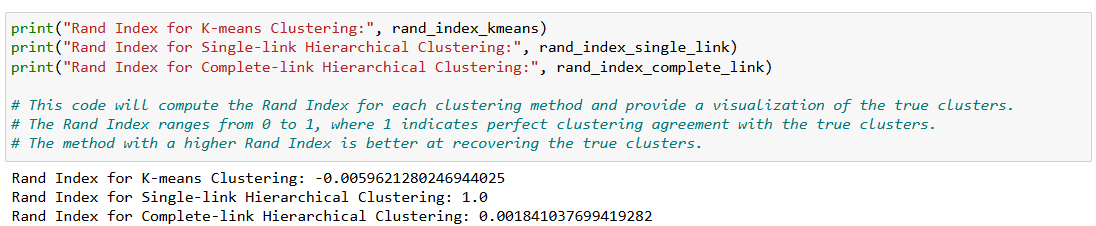 print("Rand Index for K-means Clustering:", rand_index_kmeans)
print("Rand Index for Single-link Hierarchical Clustering:", rand_index_single_link)
print("Rand Index for Complete-link Hierarchical Clustering:", rand_index_complete_link)
# This code will compute the Rand Index for each clustering method and provide a visualization of the true clusters.
# The Rand Index ranges from 0 to 1, where 1 indicates perfect clustering agreement with the true clusters.
# The method with a higher Rand Index is better at recovering the true clusters.
Rand Index for K-means Clustering: -0.0059621280246944025
Rand Index for Single-link Hierarchical Clustering: 1.0
Rand Index for Complete-link Hierarchical Clustering: 0.001841037699419282